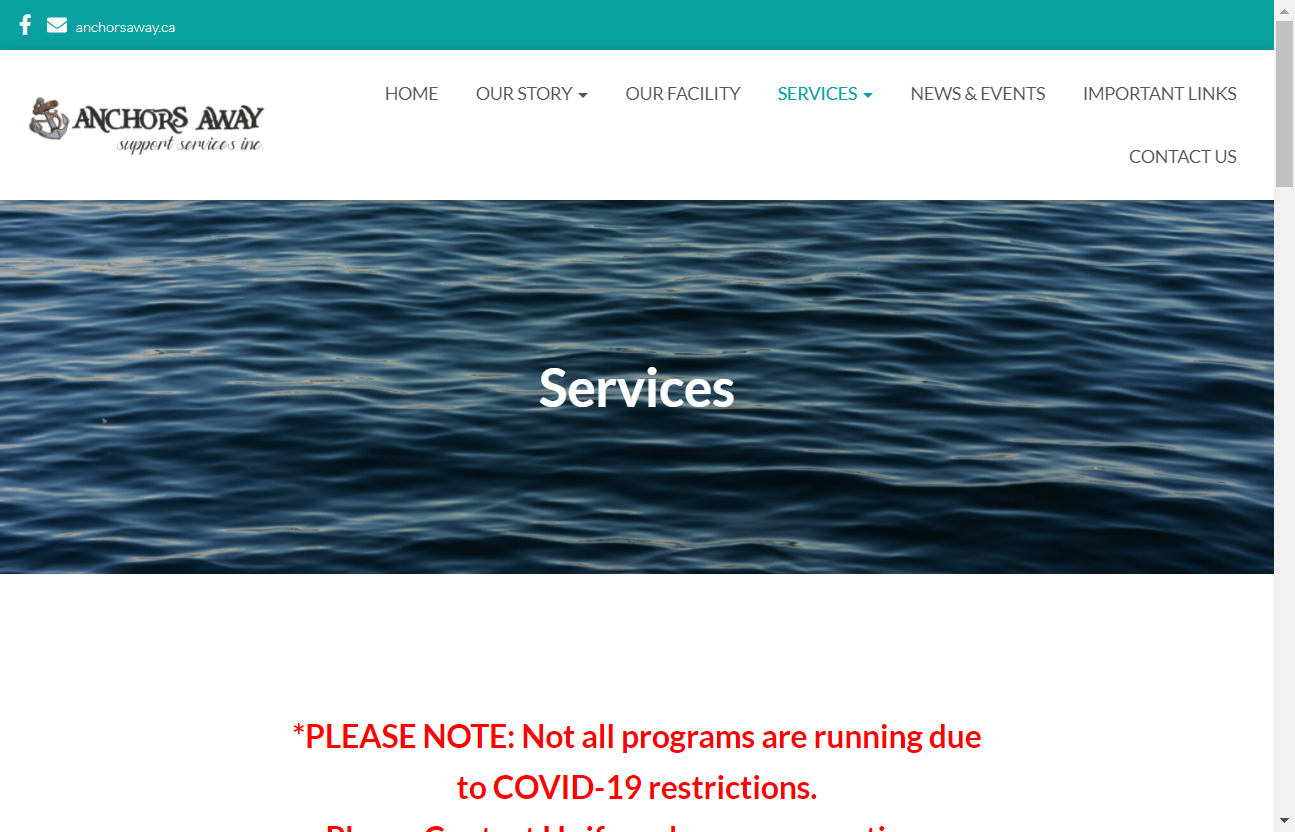 anchorsaway.ca
HOME
OUR STORY
OUR FACILITY
SERVICES
NEWS & EVENTS
IMPORTANT LINKS
CONTACT US
ANCHORS AWAY
support services inc.
Services
*PLEASE NOTE: Not all programs are running due
to COVID-19 restrictions.